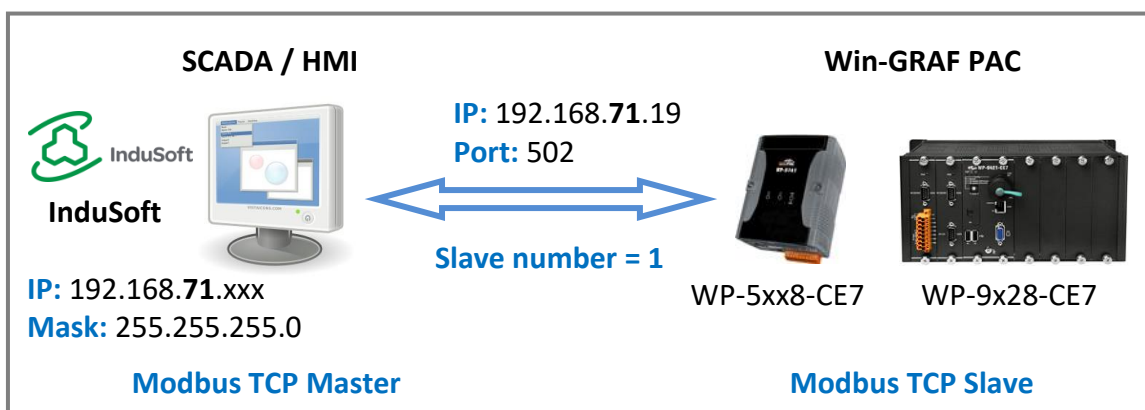 SCADA / HMI
Win-GRAF PAC
IP: 192.168.71.19
Port: 502
InduSoft
InduSoft
Slave number = 1
WP-5xx8-CE7
WP-9x28-CE7
IP: 192.168.71.xxx
Mask: 255.255.255.0
Modbus TCP Master
Modbus TCP Slave